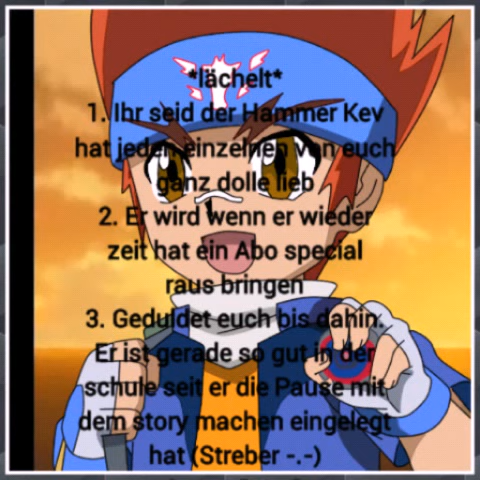 *lächelt*
1. Ihr seid der Hammer Kev
hat jeden einzelnen von euch
ganz dolle lieb
2. Er wird wenn er wieder
zeit hat ein Abo special
raus bringen
3. Geduldet euch bis dahin.
Er ist gerade so gut in der
schule seit er die Pause mit
dem story machen eingelegt
hat (Streber -.-)